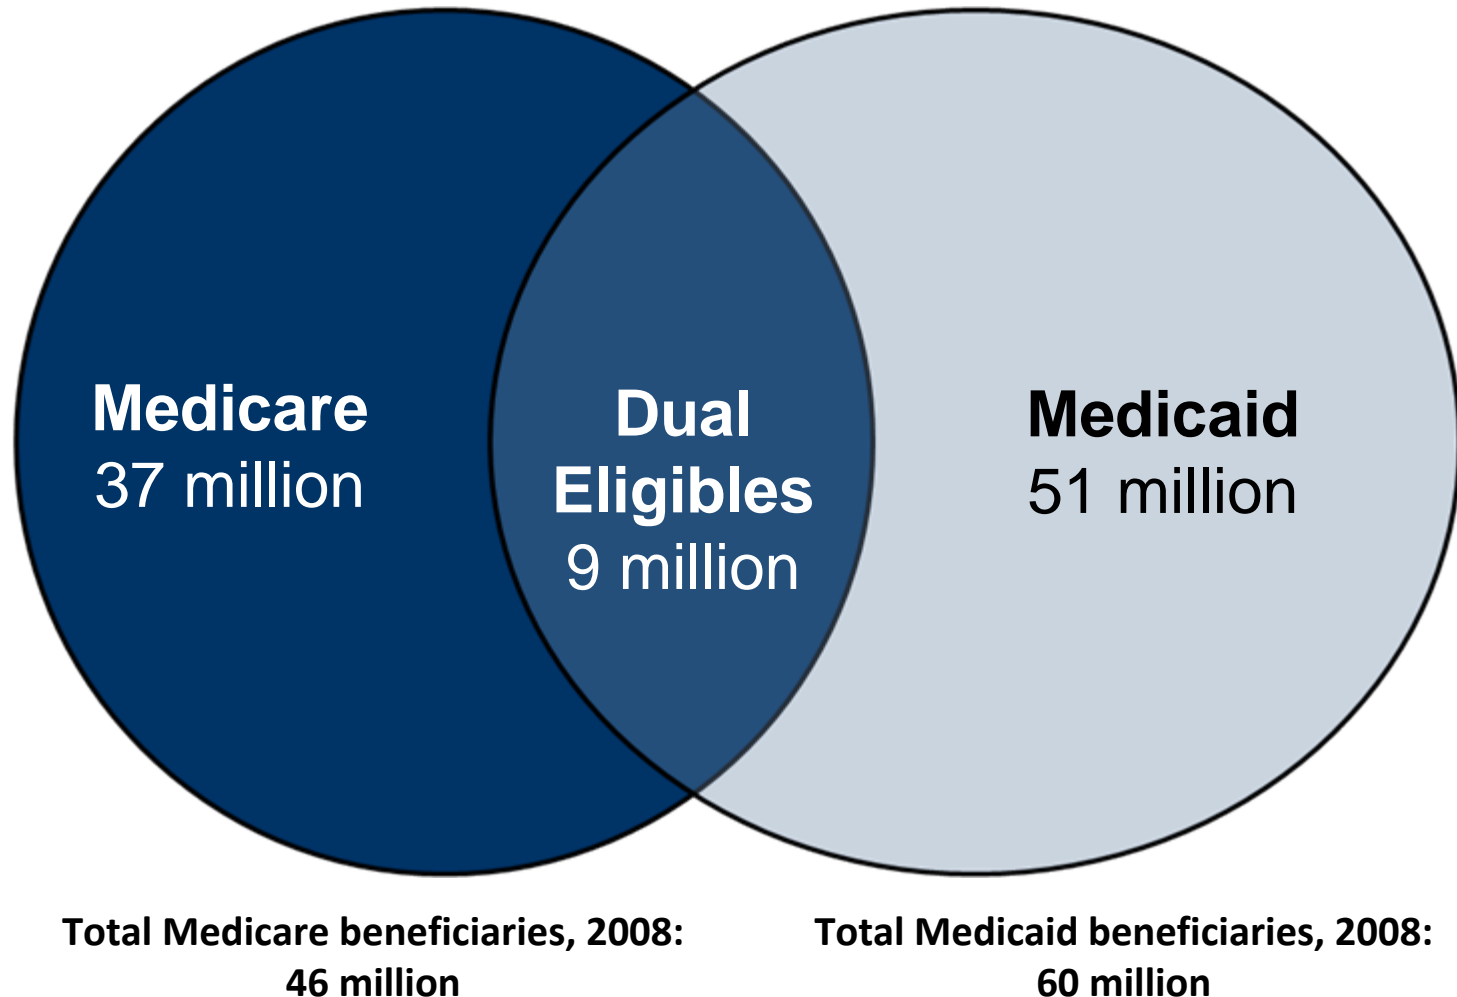 Medicare
37 million
Dual
Eligibles
9 million
Medicaid
51 million
Total Medicare beneficiaries, 2008:
46 million
Total Medicaid beneficiaries, 2008:
60 million